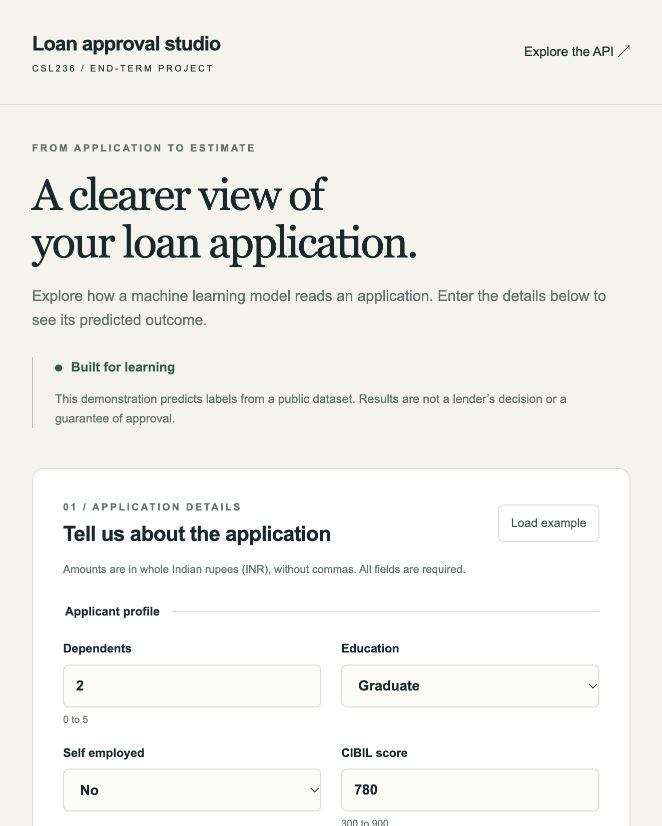 Loan approval studio
CSL236 / END-TERM PROJECT
Explore the API ↗
FROM APPLICATION TO ESTIMATE
A clearer view of
your loan application.
Explore how a machine learning model reads an application. Enter the details below to
see its predicted outcome.
Built for learning
This demonstration predicts labels from a public dataset. Results are not a lender’s decision or a
guarantee of approval.
01 / APPLICATION DETAILS
Tell us about the application
Load example
Amounts are in whole Indian rupees (INR), without commas. All fields are required.
Applicant profile
Dependents
Education
2
Graduate
0 to 5
Self employed
CIBIL score
No
780
300 to 900